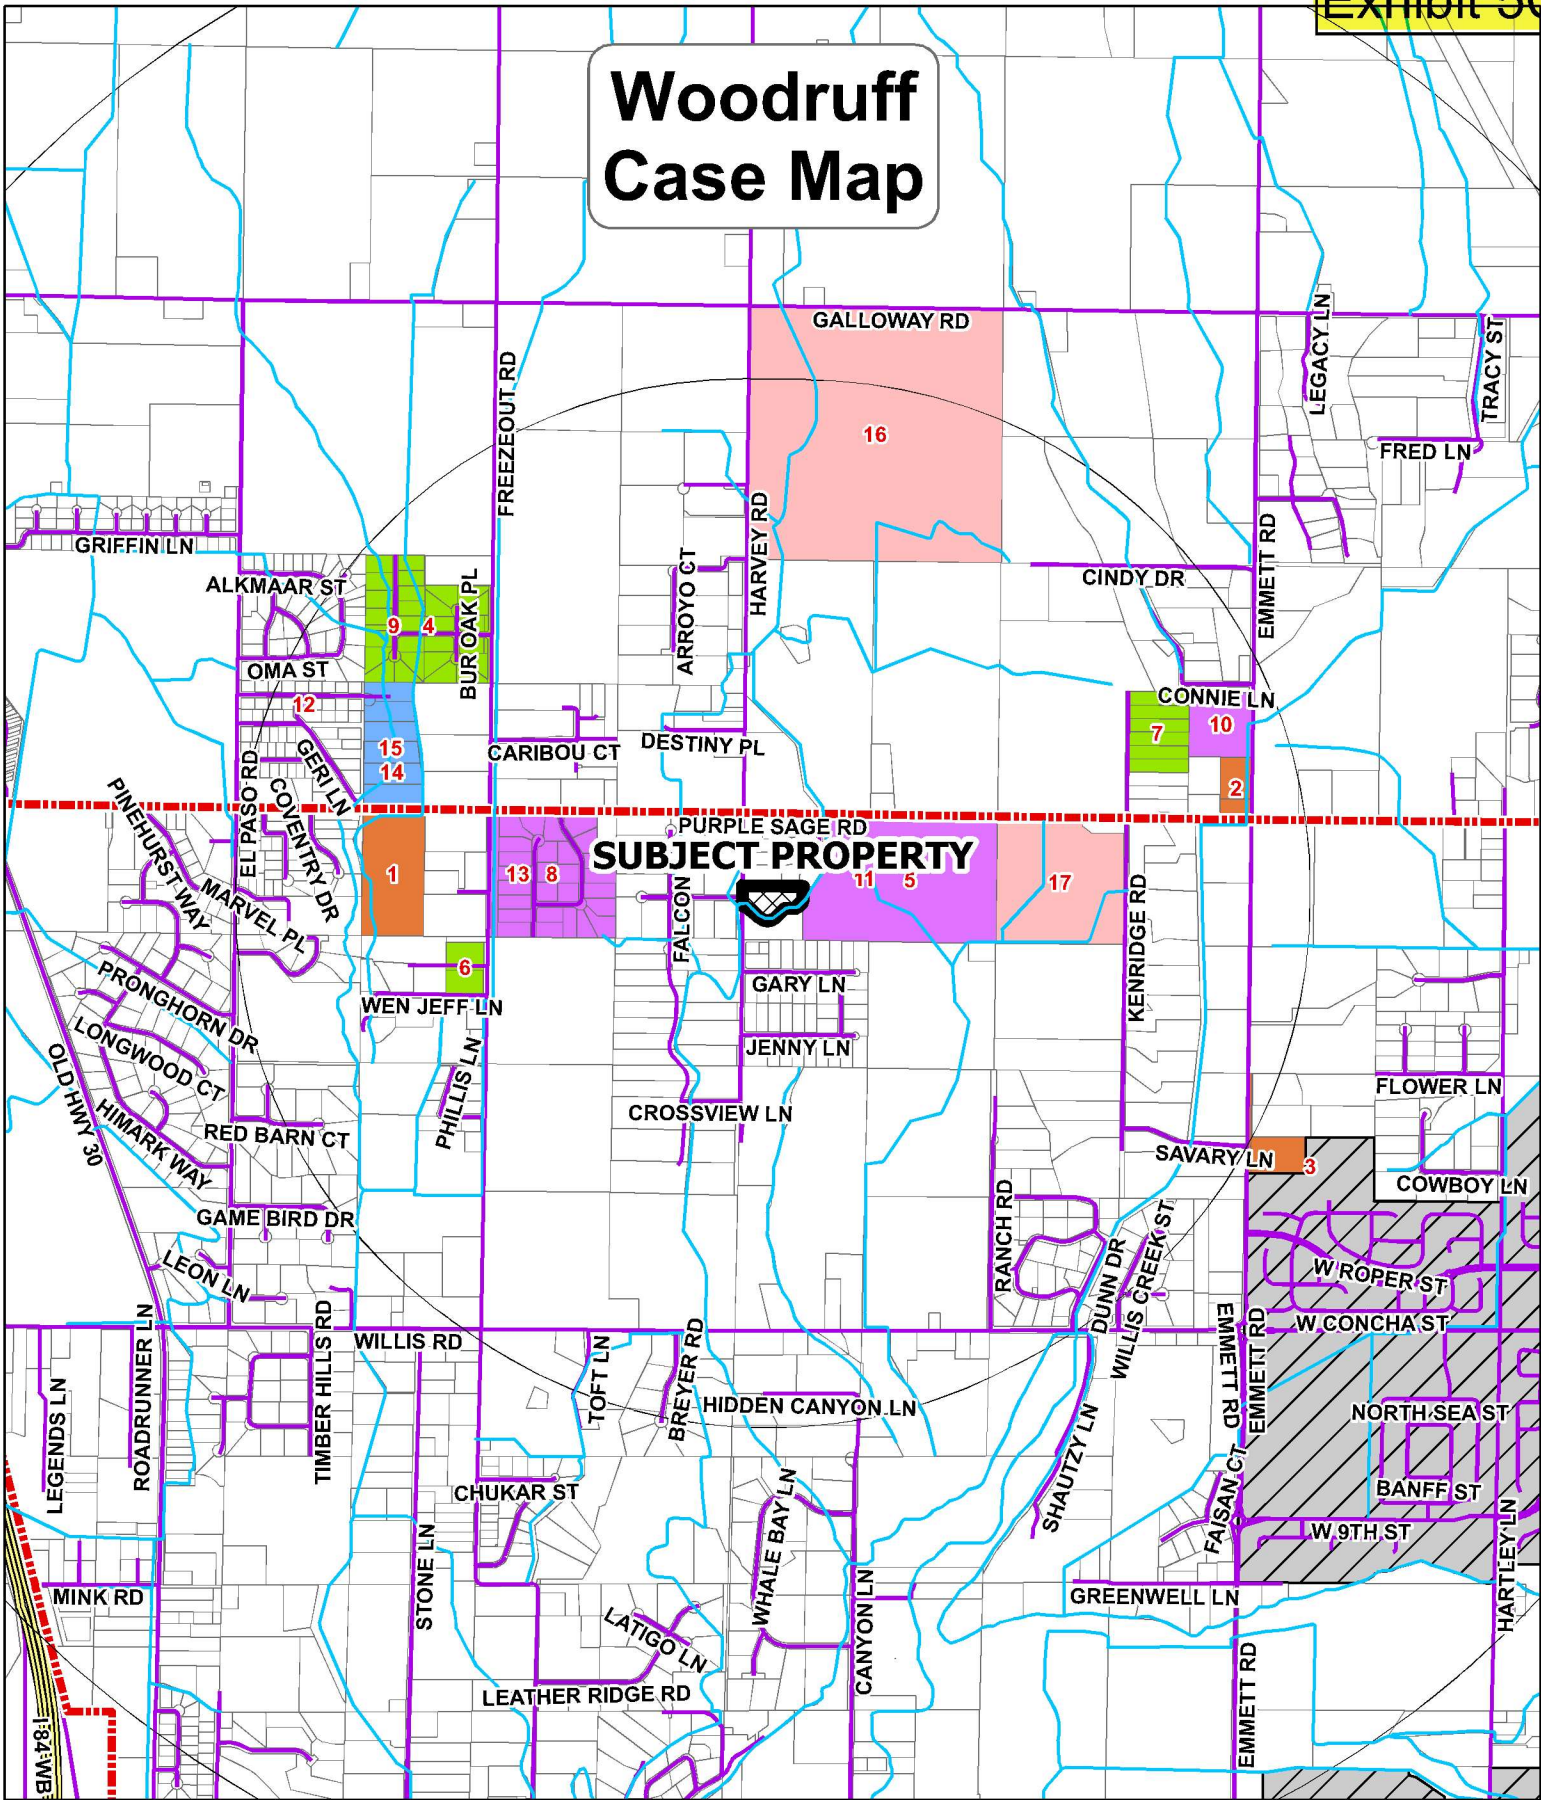 Exhibit 5
Woodruff
Case Map
GALLOWAY RD
LEGACY LN
TRACY ST
FREEZEOUT RD
16
FRED LN
HARVEY RD
EMMETT RD
GRIFFIN LN
ALKMAAR ST
ARROYO CT
CINDY DR
BUR OAK PL
9
4
OMA ST
CONNIE LN
12
7
10
15
14
CARIBOU CT
DESTINY PL
GERI LN
EL PASO RD
2
PINEHURST WAY
COVENTRY DR
PURPLE SAGE RD
SUBJECT PROPERTY
1
13
8
11
5
17
MARVEL PL
FALCON
KENRIDGE RD
6
PRONGHORN DR
WEN JEFF LN
GARY LN
LONGWOOD CT
JENNY LN
OLD HWY 30
PHILLIS LN
FLOWER LN
HIMARK WAY
RED BARN CT
CROSSVIEW LN
SAVARY LN
3
COWBOY LN
GAME BIRD DR
RANCH RD
LEON LN
DUNN DR
WILLIS CREEK ST
W ROPER ST
W CONCHA ST
ROADRUNNER LN
TIMBER HILLS RD
WILLIS RD
TOFT LN
BREYER RD
EMMETT RD
EMMETT RD
LEGENDS LN
HIDDEN CANYON LN
NORTH SEA ST
CHUKAR ST
SHAUTZY LN
FAISAN CT
BANFF ST
W 9TH ST
STONE LN
WHALE BAY LN
HARTLEY LN
MINK RD
GREENWELL LN
CANYON LN
LATIGO LN
LEATHER RIDGE RD
EMMETT RD
I 84 WB